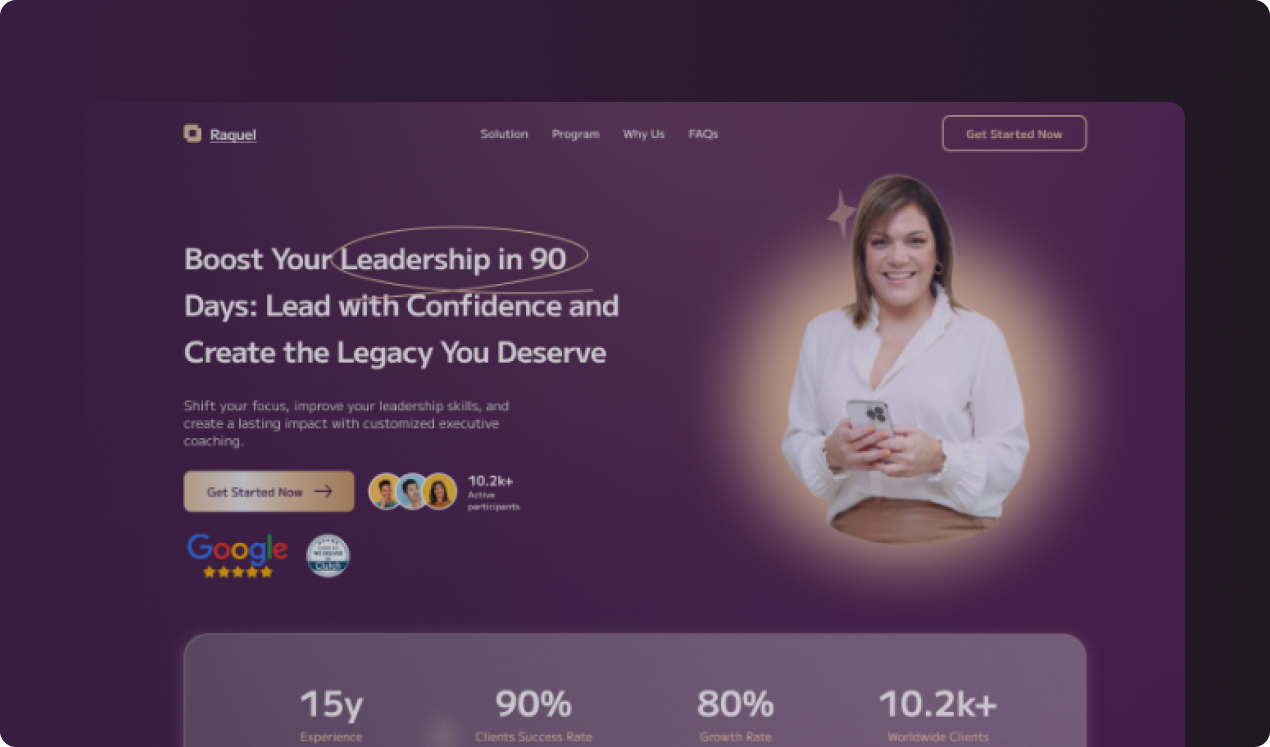 Raquel
Solution
Program
Why Us
FAQs
Get Started Now
Boost Your Leadership in 90
Days: Lead with Confidence and
Create the Legacy You Deserve
Shift your focus, improve your leadership skills, and
create a lasting impact with customized executive
coaching.
Get Started Now
10.2k+
Active
participants
Google
WE DELIVER
Clutch
15y
90%
80%
10.2k+
Experience
Clients Success Rate
Growth Rate
Worldwide Clients